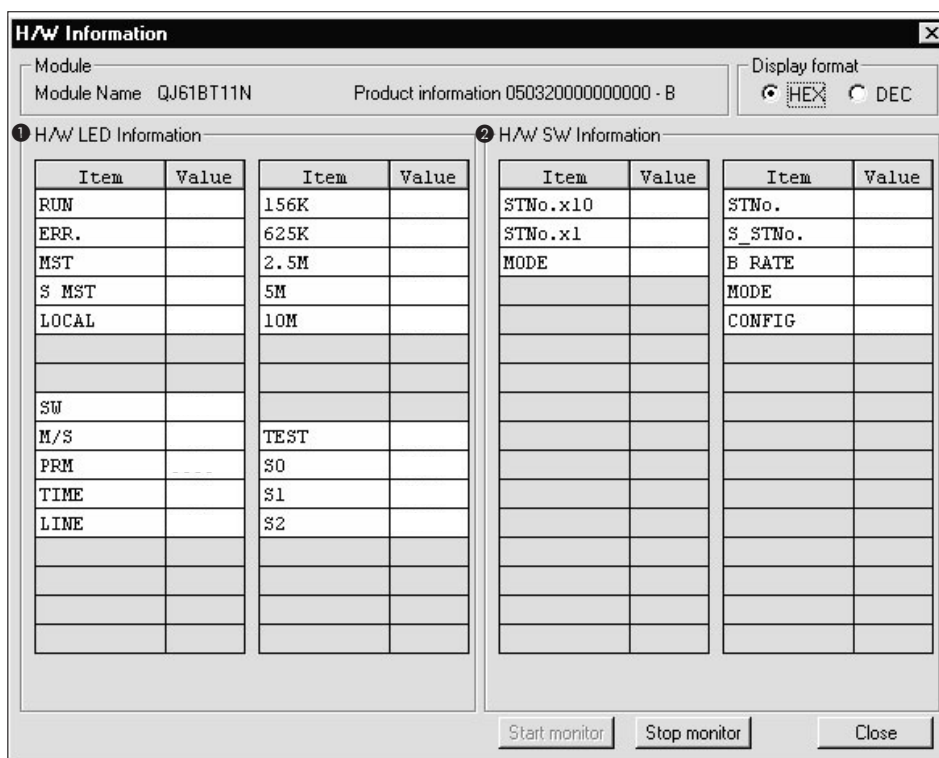 H/W Information
Module
Module Name QJ61BT11N Product information 050320000000000 - B
Display format
HEX DEC
❶ H/W LED Information
Item Value Item Value
RUN 156K
ERR. 625K
MST 2.5M
S MST 5M
LOCAL 10M
SW
M/S TEST
PRM S0
TIME S1
LINE S2
❷ H/W SW Information
Item Value Item Value
STNo.x10 STNo.
STNo.x1 S_STNo.
MODE B RATE
MODE
CONFIG
Start monitor Stop monitor Close